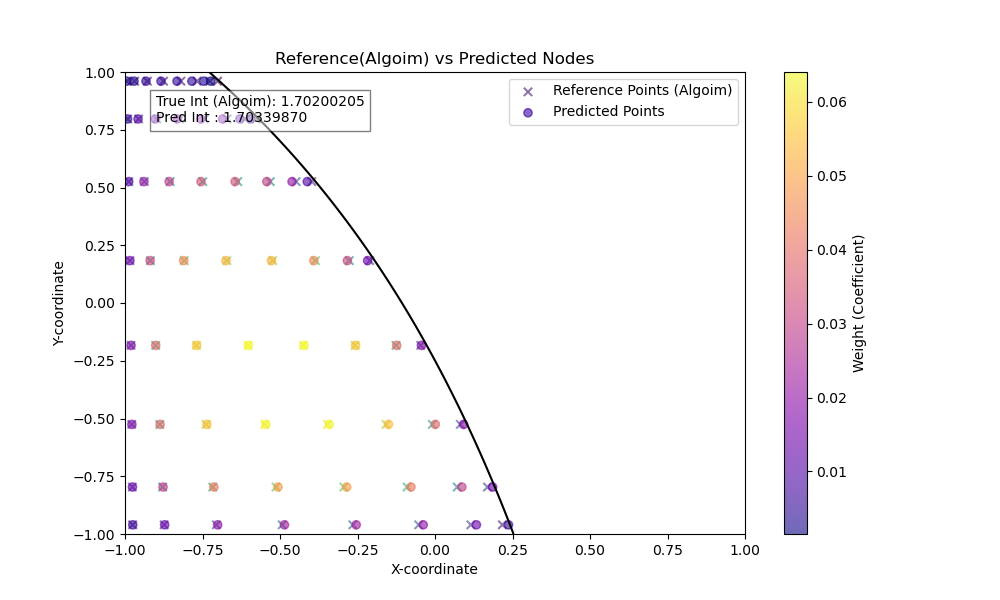 Reference(Algoim) vs Predicted Nodes
True Int (Algoim): 1.70200205
Pred Int : 1.70339870
Reference Points (Algoim)
Predicted Points
1.00
0.75
0.50
0.25
0.00
−0.25
−0.50
−0.75
−1.00
Y-coordinate
−1.00 −0.75 −0.50 −0.25 0.00 0.25 0.50 0.75 1.00
X-coordinate
0.06
0.05
0.04
0.03
0.02
0.01
Weight (Coefficient)